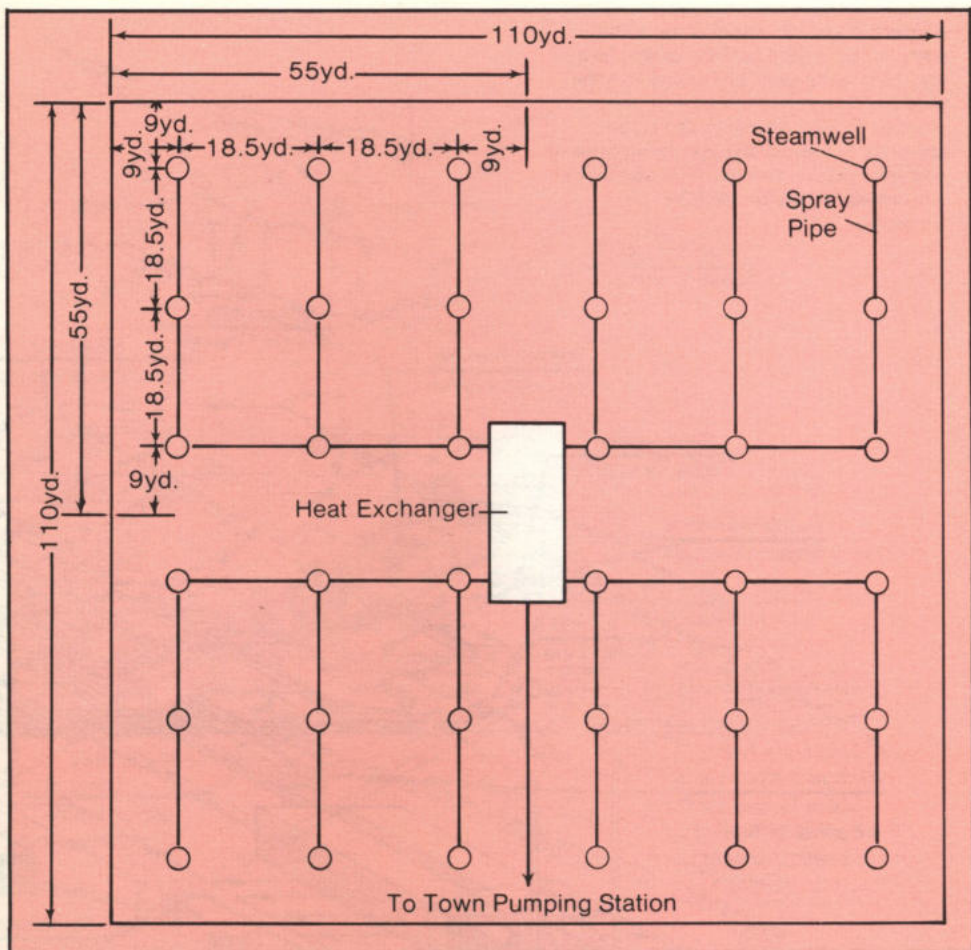 110yd.
55yd.
9yd.
9yd.
18.5yd.
18.5yd.
9yd.
Steamwell
Spray
Pipe
18.5yd.
55yd.
18.5yd.
110yd.
9yd.
Heat Exchanger
To Town Pumping Station